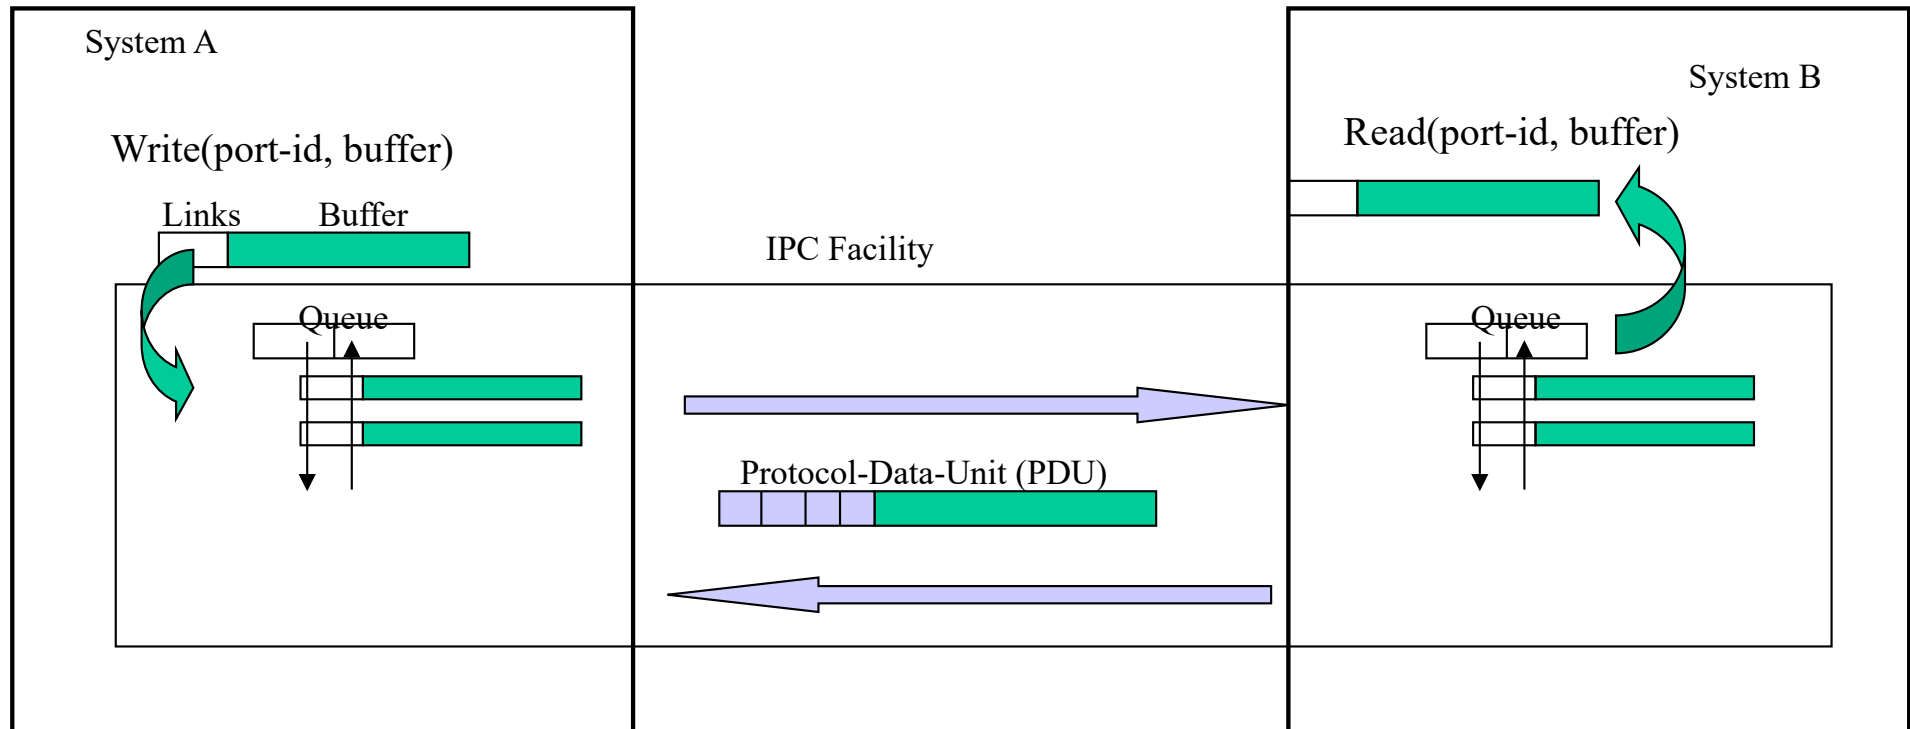 System A
System B
Write(port-id, buffer)
Read(port-id, buffer)
Links
Buffer
IPC Facility
Queue
Queue
Protocol-Data-Unit (PDU)